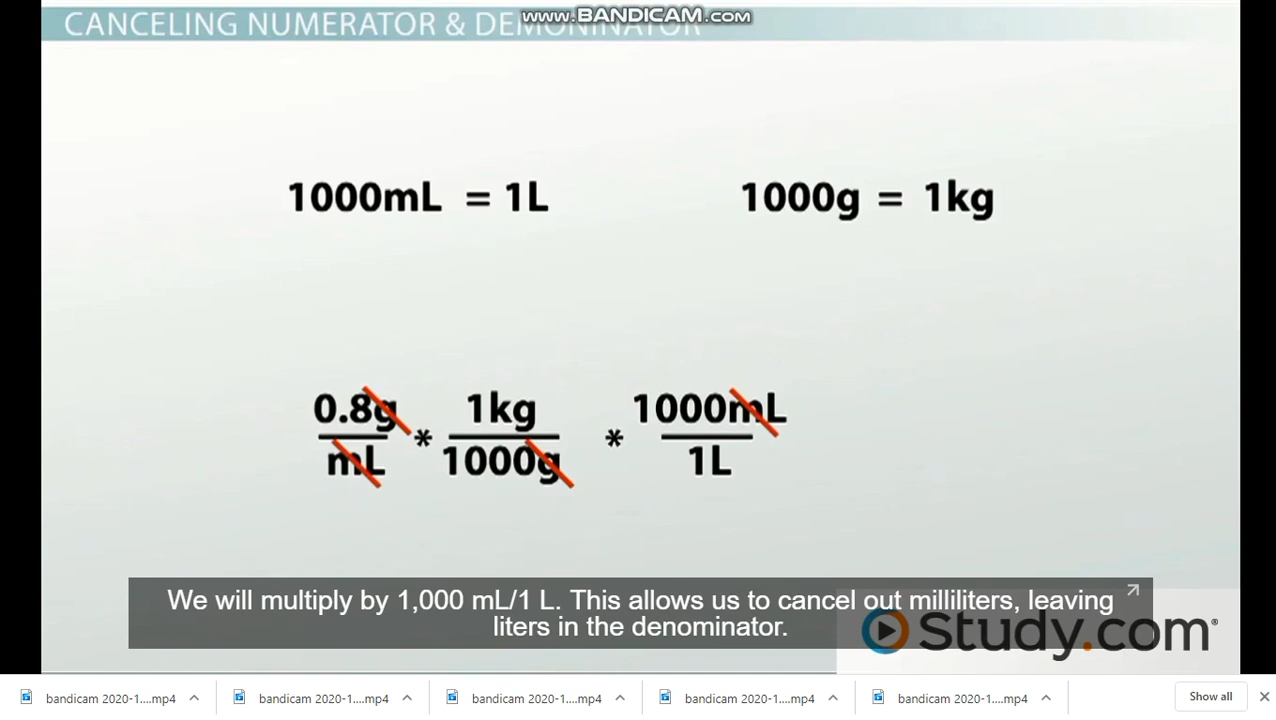 www.BANDICAM.com
CANCELING NUMERATOR & DEMONINATOR
1000mL = 1L
1000g = 1kg
0.8g 1kg 1000mL
* *
mL 1000g 1L
We will multiply by 1,000 mL/1 L. This allows us to cancel out milliliters, leaving
liters in the denominator.
Study.com®
bandicam 2020-1....mp4
bandicam 2020-1....mp4
bandicam 2020-1....mp4
bandicam 2020-1....mp4
bandicam 2020-1....mp4
Show all